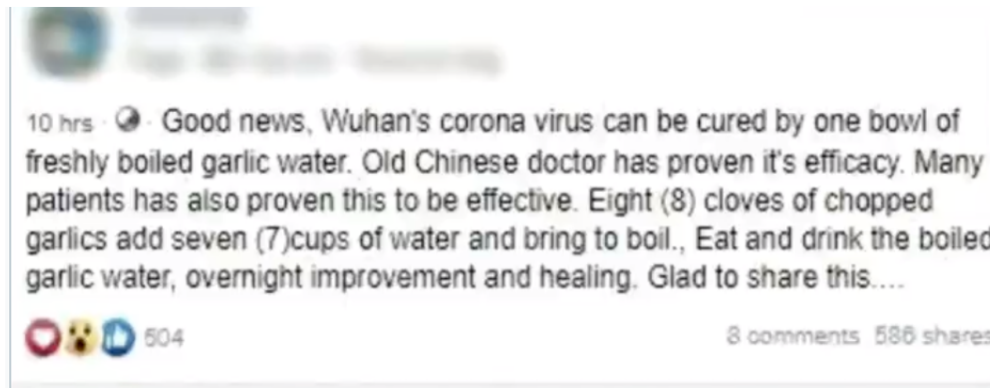 10 hrs · Good news, Wuhan's corona virus can be cured by one bowl of
freshly boiled garlic water. Old Chinese doctor has proven it's efficacy. Many
patients has also proven this to be effective. Eight (8) cloves of chopped
garlics add seven (7)cups of water and bring to boil., Eat and drink the boiled
garlic water, overnight improvement and healing. Glad to share this....
504 8 comments 586 shares